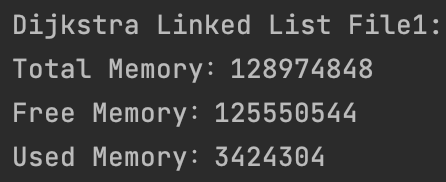 Dijkstra Linked List File1:
Total Memory: 128974848
Free Memory: 125550544
Used Memory: 3424304